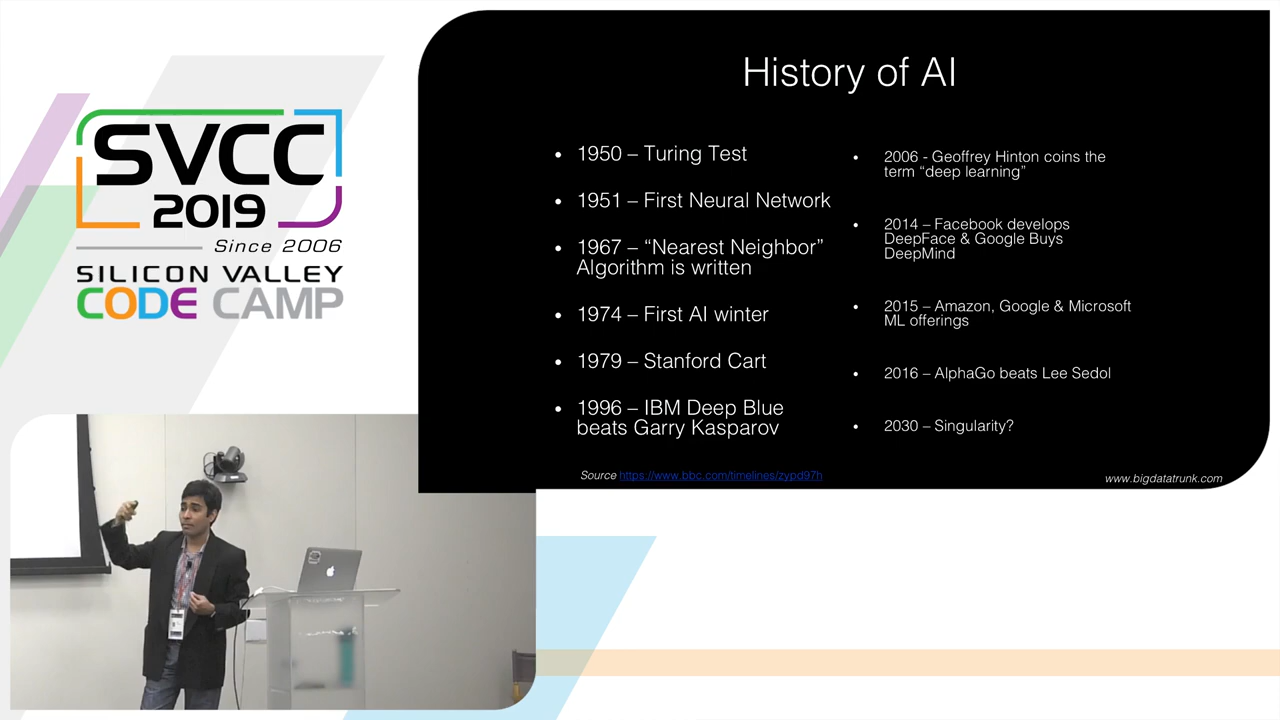 SVCC
2019
Since 2006
SILICON VALLEY
CODE CAMP
History of AI
• 1950 – Turing Test
• 1951 – First Neural Network
• 1967 – “Nearest Neighbor”
Algorithm is written
• 1974 – First AI winter
• 1979 – Stanford Cart
• 1996 – IBM Deep Blue
beats Garry Kasparov
• 2006 - Geoffrey Hinton coins the
term “deep learning”
• 2014 – Facebook develops
DeepFace & Google Buys
DeepMind
• 2015 – Amazon, Google & Microsoft
ML offerings
• 2016 – AlphaGo beats Lee Sedol
• 2030 – Singularity?
Source https://www.bbc.com/timelines/zypd97h
www.bigdatatrunk.com